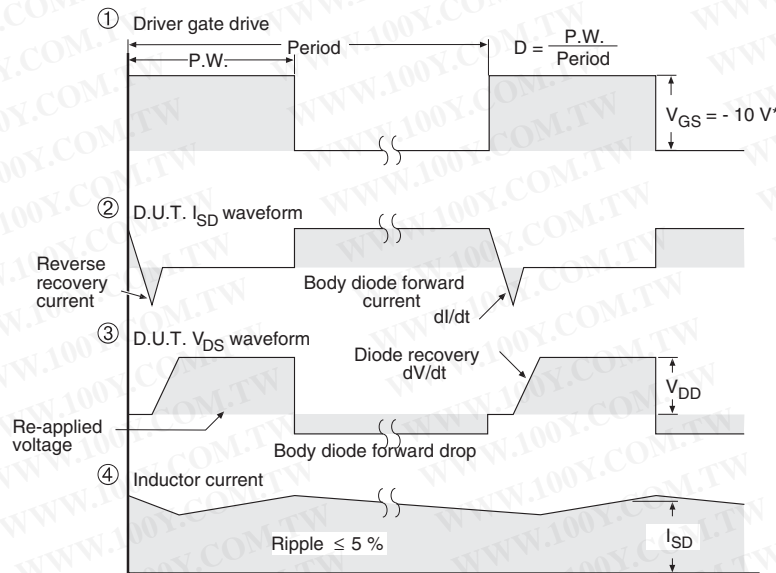 ① Driver gate drive
P.W.
Period
D = P.W. / Period
V_GS = - 10 V*
② D.U.T. I_SD waveform
Reverse
recovery
current
Body diode forward
current
dI/dt
③ D.U.T. V_DS waveform
Diode recovery
dV/dt
V_DD
Re-applied
voltage
Body diode forward drop
④ Inductor current
Ripple ≤ 5 %
I_SD
WWW.100Y.COM.TW